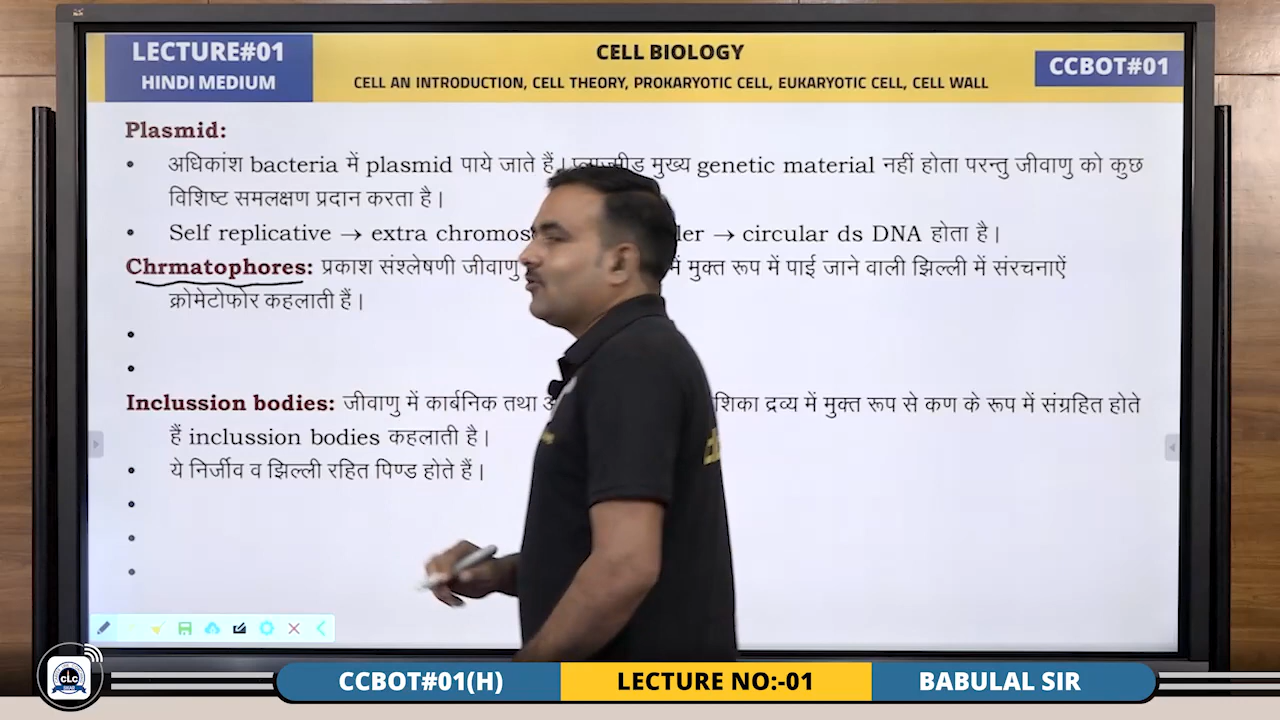 LECTURE#01
HINDI MEDIUM
CELL BIOLOGY
CELL AN INTRODUCTION, CELL THEORY, PROKARYOTIC CELL, EUKARYOTIC CELL, CELL WALL
CCBOT#01
Plasmid:
• अधिकांश bacteria में plasmid पाये जाते हैं। मुख्य genetic material नहीं होता परन्तु जीवाणु को कुछ
विशिष्ट समलक्षण प्रदान करता है।
• Self replicative → extra → circular ds DNA होता है।
Chrmatophores: प्रकाश संश्लेषणी जीवाणु में मुक्त रूप में पाई जाने वाली झिल्ली में संरचनाऐं
क्रोमेटोफोर कहलाती हैं।
•
•
Inclussion bodies: जीवाणु में कार्बनिक तथा द्रव्य में मुक्त रूप से कण के रूप में संग्रहित होते
हैं inclussion bodies कहलाती है।
• ये निर्जीव व झिल्ली रहित पिण्ड होते हैं।
•
•
•
CLC
SIKAR
CCBOT#01(H)
LECTURE NO:-01
BABULAL SIR